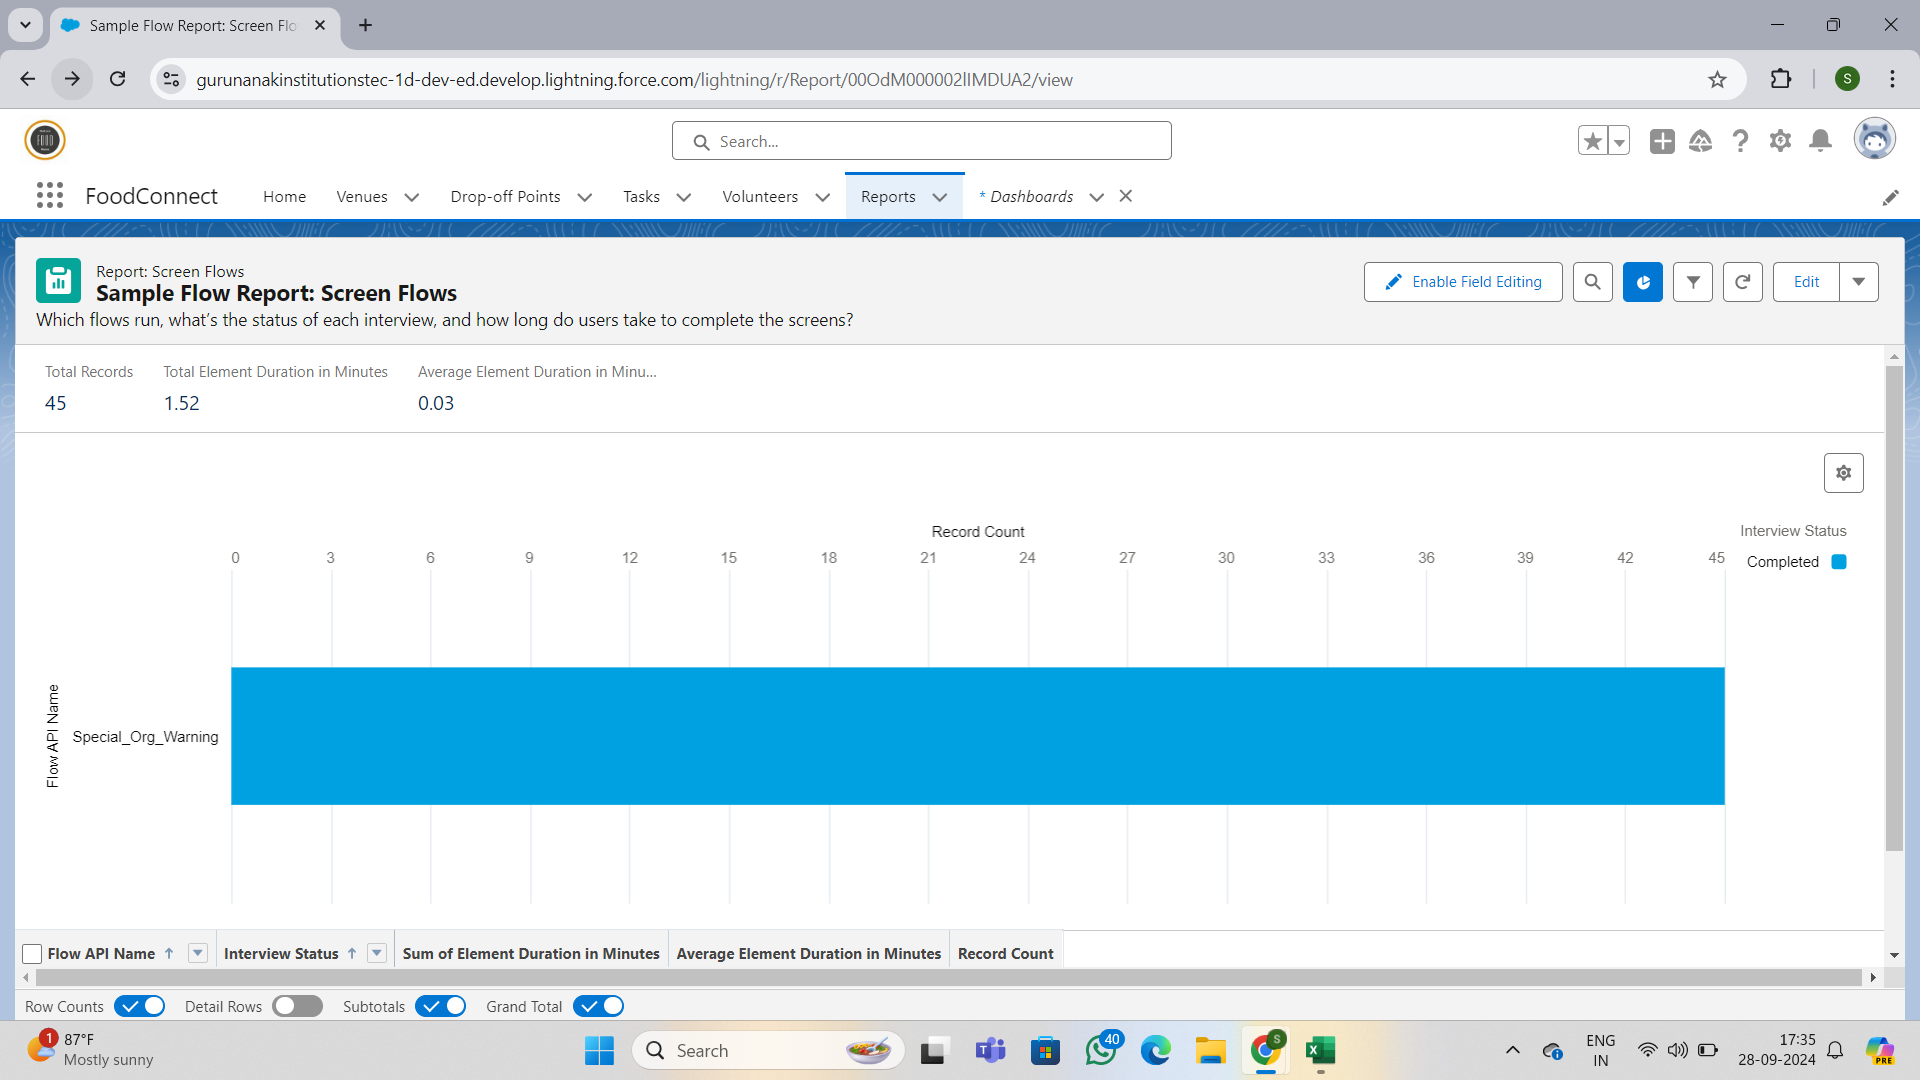 Sample Flow Report: Screen Flo
gurunanakinstitutionstec-1d-dev-ed.develop.lightning.force.com/lightning/r/Report/00OdM000002lIMDUA2/view
S
FOOD
Search...
FoodConnect
Home
Venues
Drop-off Points
Tasks
Volunteers
Reports
* Dashboards
Report: Screen Flows
Sample Flow Report: Screen Flows
Which flows run, what’s the status of each interview, and how long do users take to complete the screens?
Enable Field Editing
Edit
Total Records
Total Element Duration in Minutes
Average Element Duration in Minu...
45
1.52
0.03
Record Count
Interview Status
0 3 6 9 12 15 18 21 24 27 30 33 36 39 42 45
Completed
Flow API Name
Special_Org_Warning
Flow API Name
Interview Status
Sum of Element Duration in Minutes
Average Element Duration in Minutes
Record Count
Row Counts
Detail Rows
Subtotals
Grand Total
1
87°F
Mostly sunny
Search
40
S
ENG
IN
17:35
28-09-2024
PRE